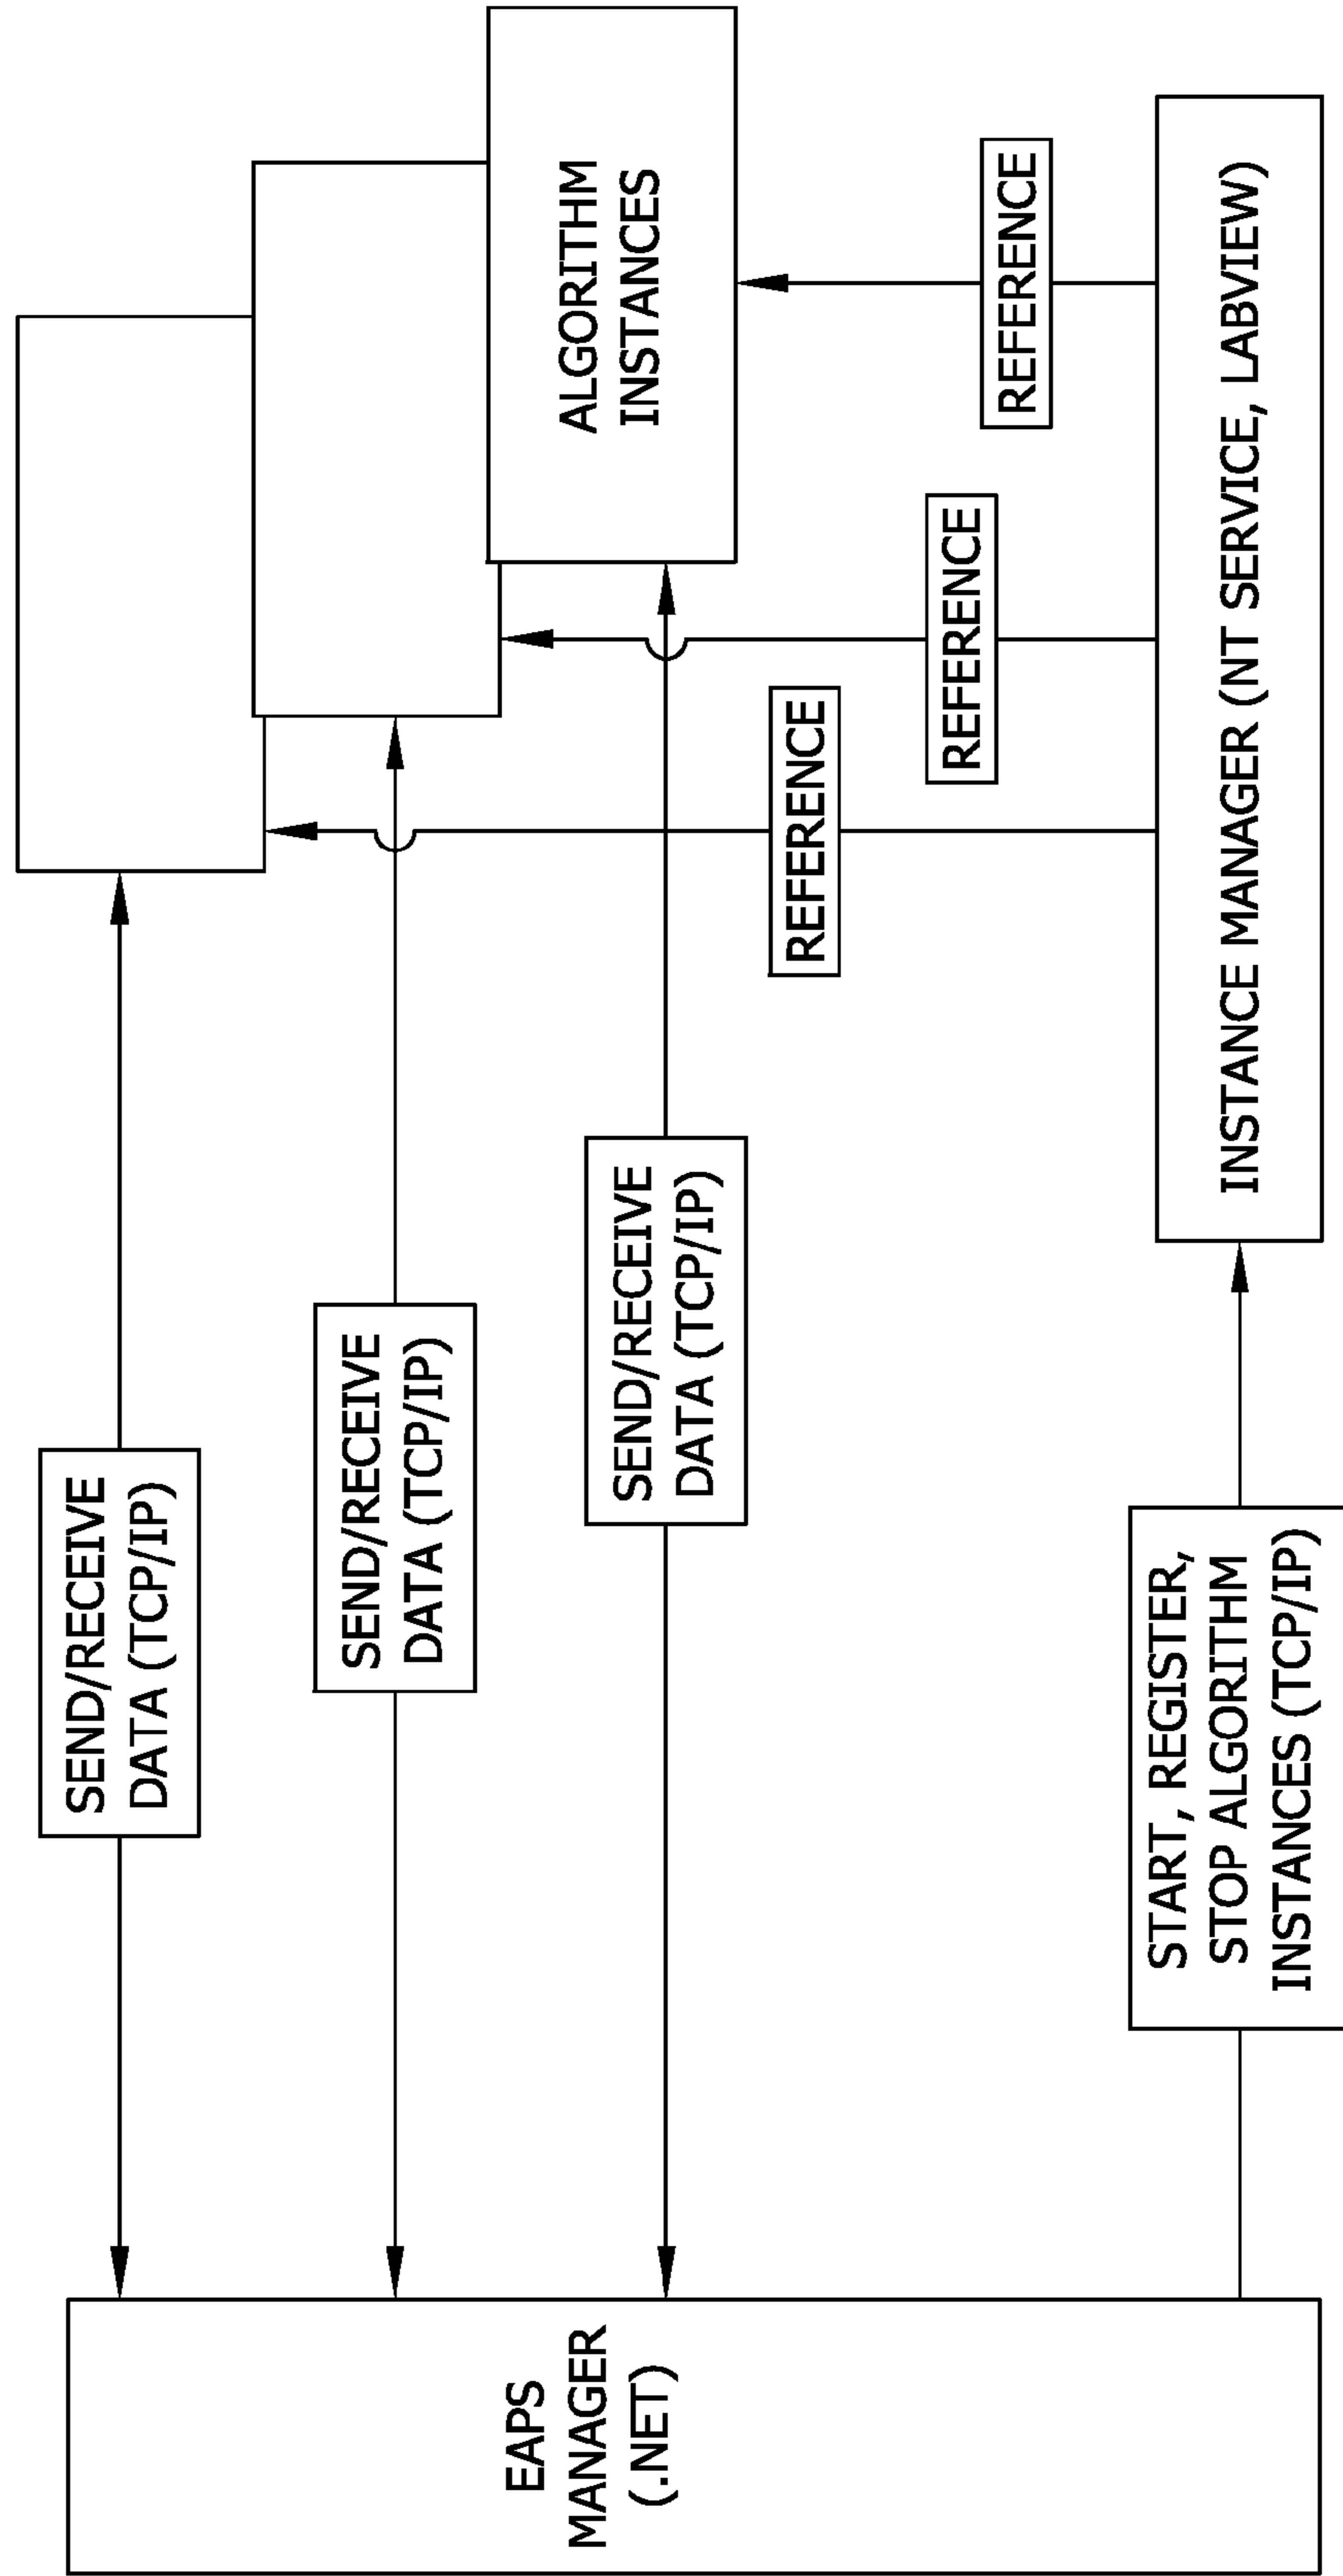 EAPS
MANAGER
(.NET)
SEND/RECEIVE
DATA (TCP/IP)
SEND/RECEIVE
DATA (TCP/IP)
SEND/RECEIVE
DATA (TCP/IP)
START, REGISTER,
STOP ALGORITHM
INSTANCES (TCP/IP)
ALGORITHM
INSTANCES
REFERENCE
REFERENCE
REFERENCE
INSTANCE MANAGER (NT SERVICE, LABVIEW)